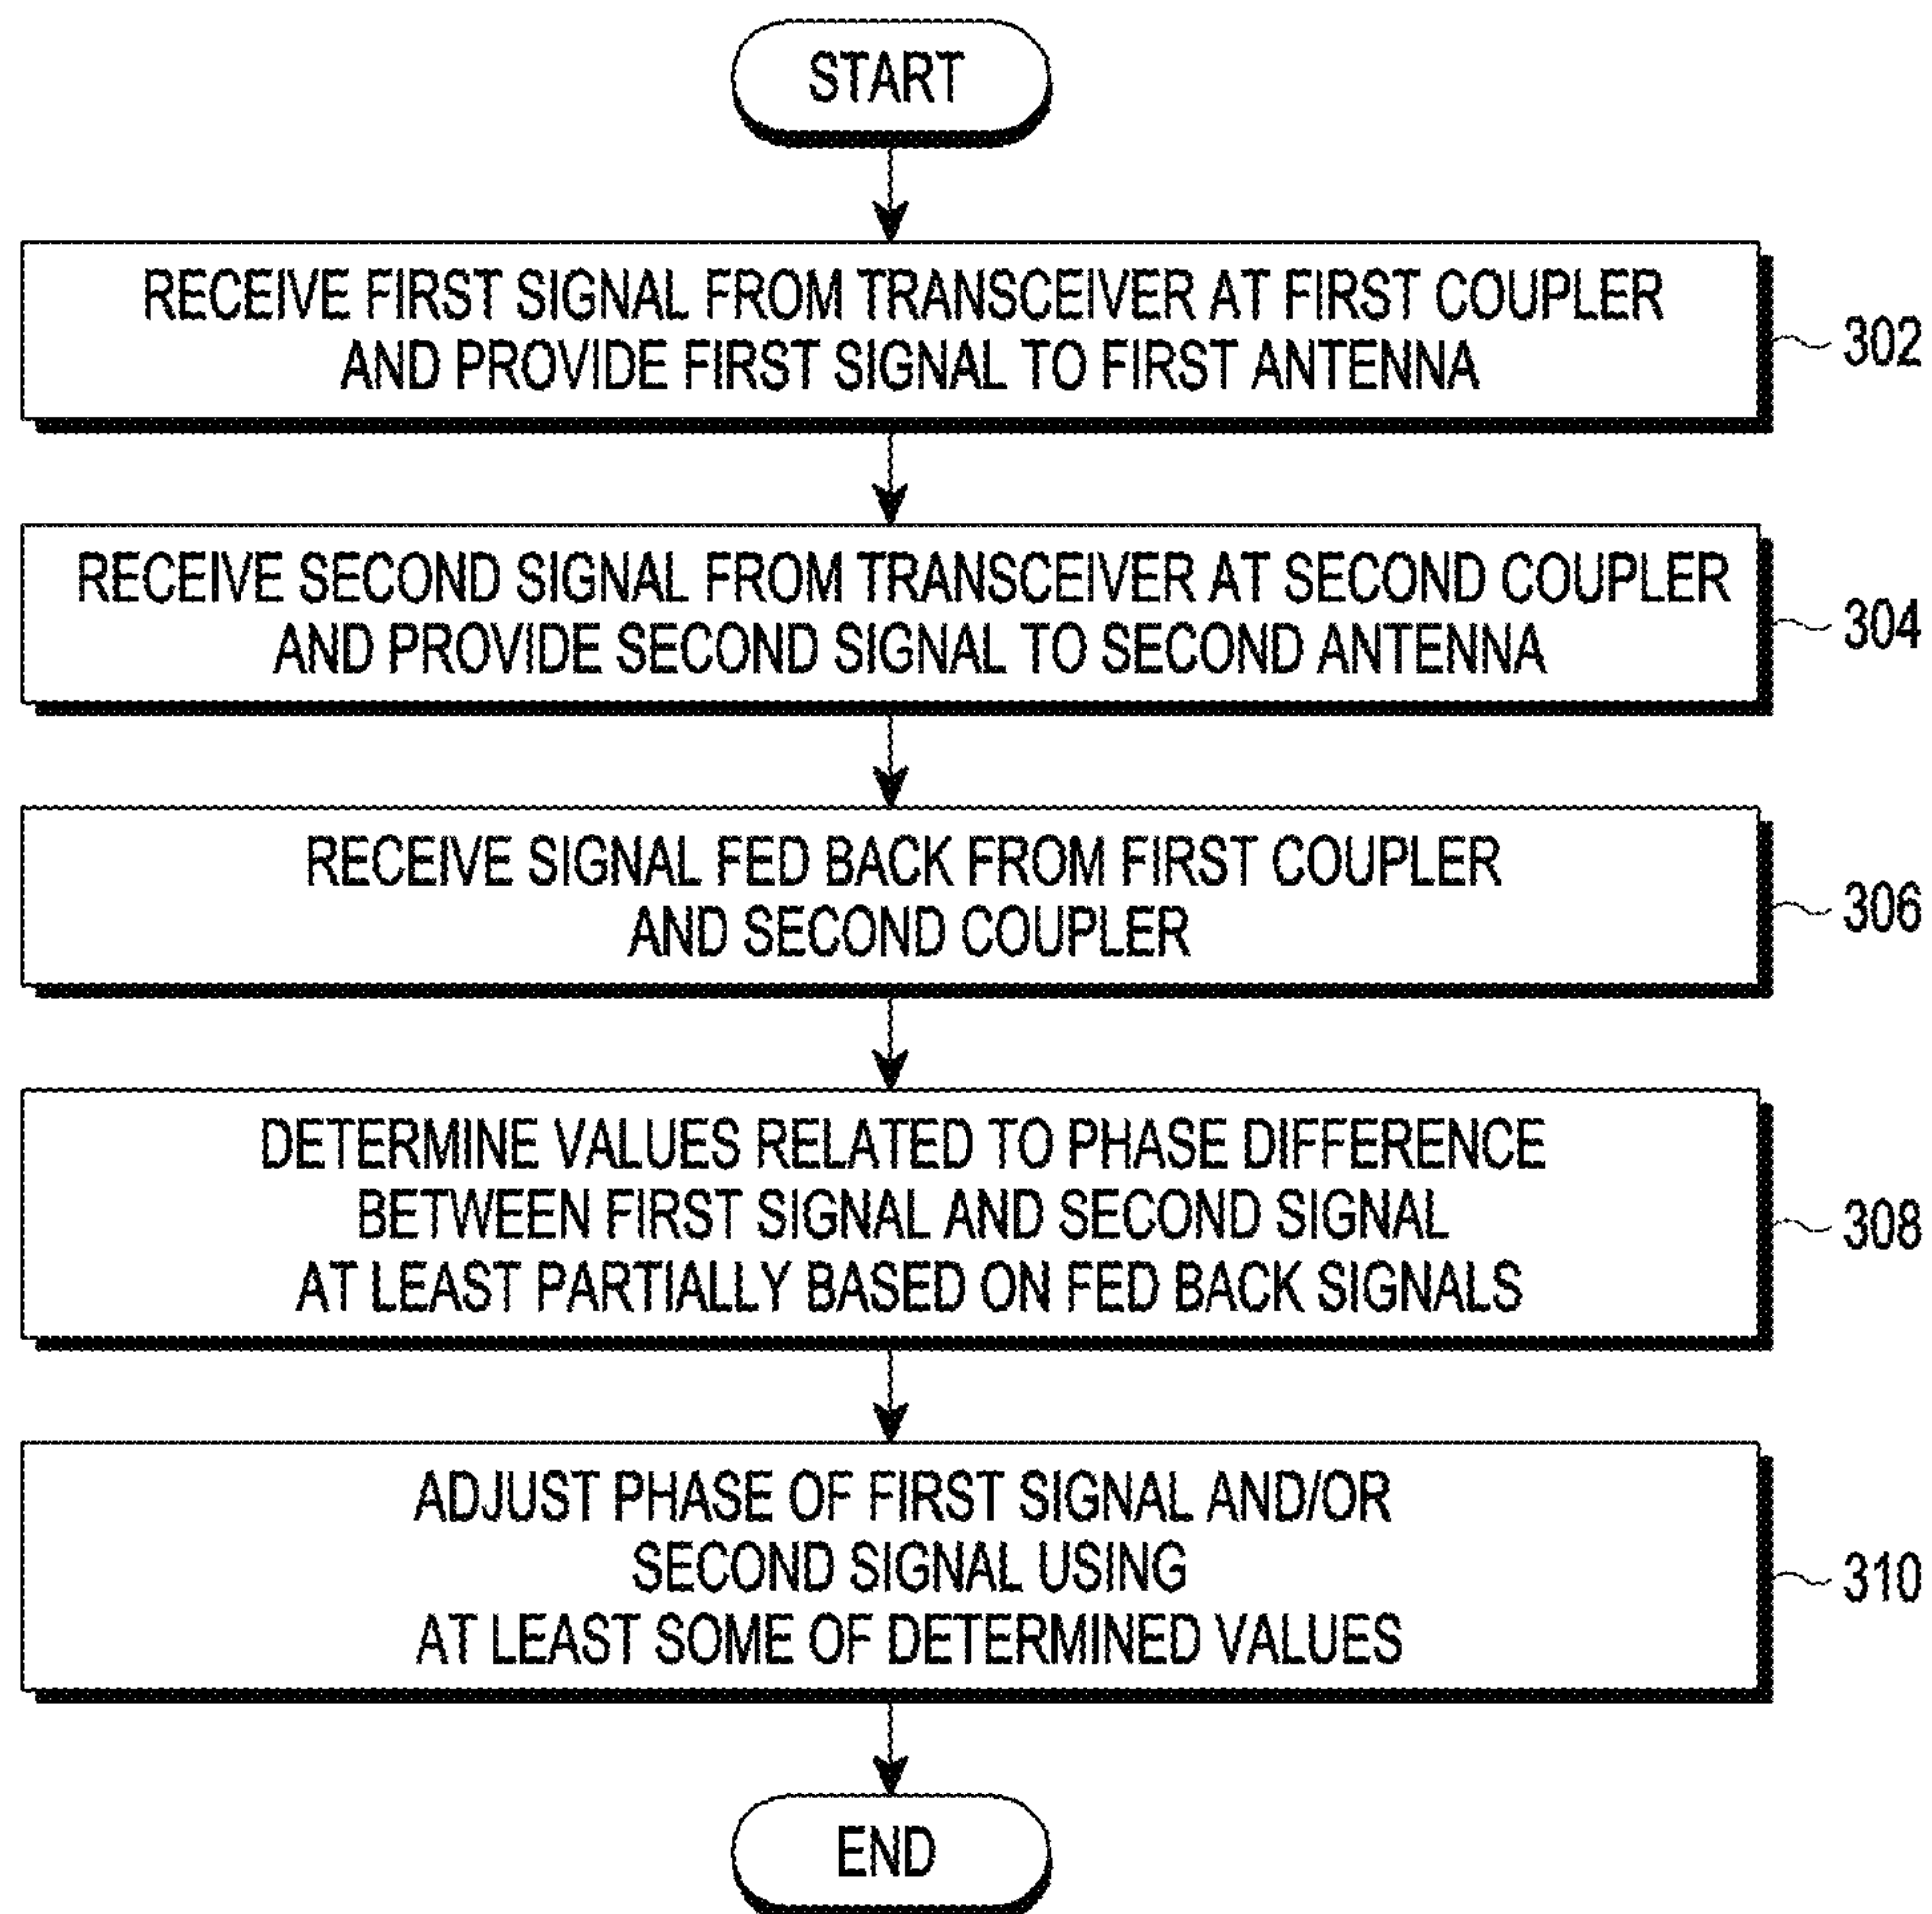 START
RECEIVE FIRST SIGNAL FROM TRANSCEIVER AT FIRST COUPLER
AND PROVIDE FIRST SIGNAL TO FIRST ANTENNA
302
RECEIVE SECOND SIGNAL FROM TRANSCEIVER AT SECOND COUPLER
AND PROVIDE SECOND SIGNAL TO SECOND ANTENNA
304
RECEIVE SIGNAL FED BACK FROM FIRST COUPLER
AND SECOND COUPLER
306
DETERMINE VALUES RELATED TO PHASE DIFFERENCE
BETWEEN FIRST SIGNAL AND SECOND SIGNAL
AT LEAST PARTIALLY BASED ON FED BACK SIGNALS
308
ADJUST PHASE OF FIRST SIGNAL AND/OR
SECOND SIGNAL USING
AT LEAST SOME OF DETERMINED VALUES
310
END